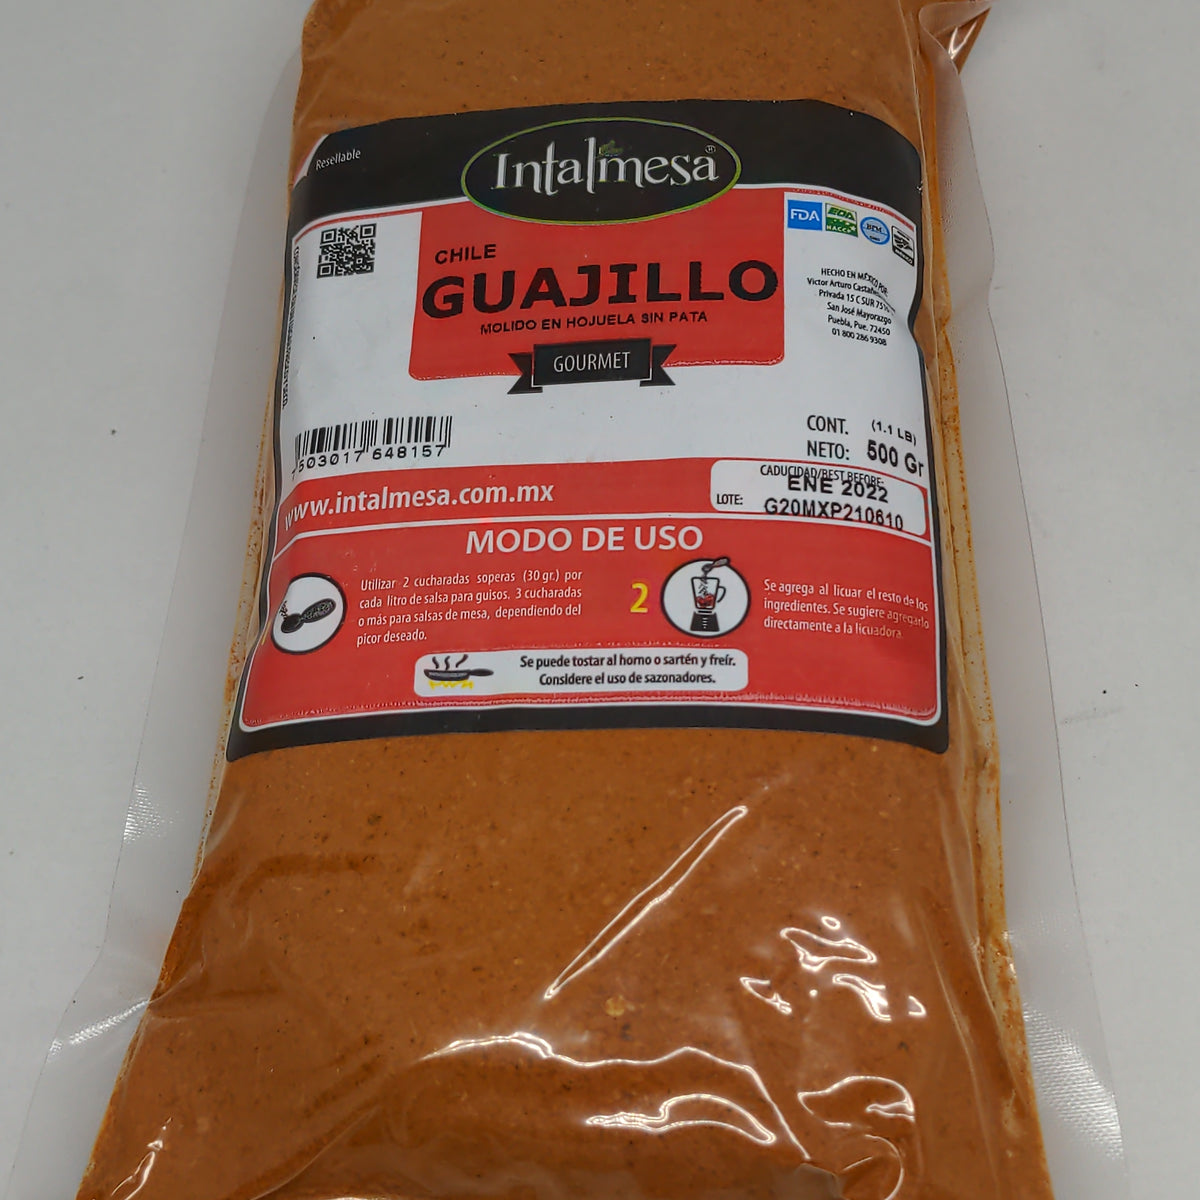 Resellable
Intalmesa
FDA
HACCP
CHILE
GUAJILLO
MOLIDO EN HOJUELA SIN PATA
GOURMET
HECHO EN MÉXICO POR:
Victor Arturo
Privada 15 C SUR
San José Mayorazgo
Puebla, Pue. 72450
01 800 286 9308
7503017 648157
CONT. (1.1 LB)
NETO: 500 Gr
www.intalmesa.com.mx
CADUCIDAD/BEST BEFORE:
ENE 2022
LOTE: G20MXP210610
MODO DE USO
Utilizar 2 cucharadas soperas (30 gr.) por
cada litro de salsa para guisos. 3 cucharadas
o más para salsas de mesa, dependiendo del
picor deseado.
2
Se agrega al licuar el resto de los
ingredientes. Se sugiere agregarlo
directamente a la licuadora.
Se puede tostar al horno o sartén y freír.
Considere el uso de sazonadores.